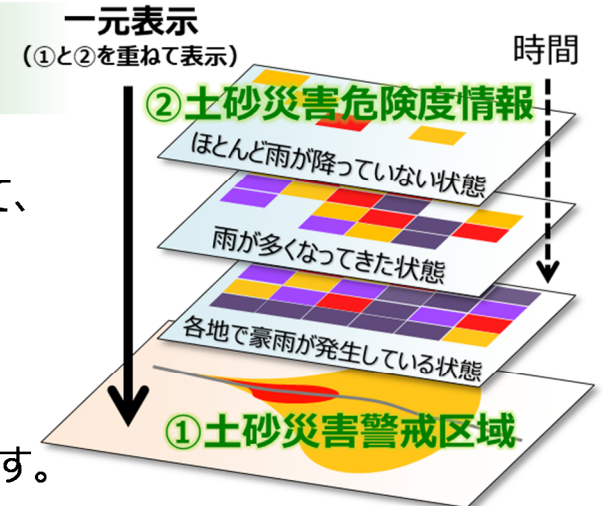 一元表示
(①と②を重ねて表示)
時間
②土砂災害危険度情報
ほとんど雨が降っていない状態
て、
雨が多くなってきた状態
各地で豪雨が発生している状態
①土砂災害警戒区域
す。